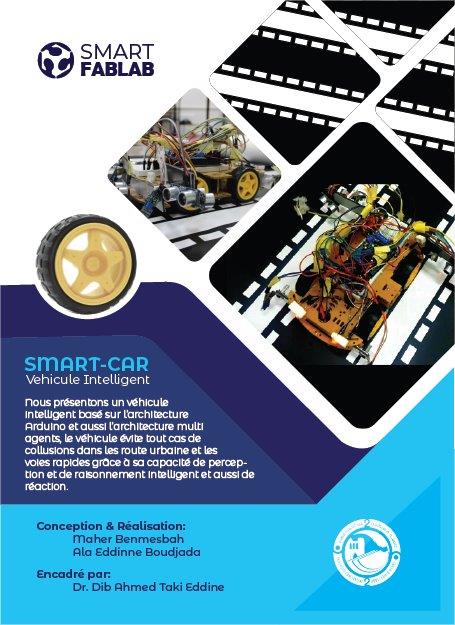 SMART
FABLAB
SMART-CAR
Vehicule Intelligent
Nous présentons un véhicule
intelligent basé sur l'architecture
Arduino et aussi l'architecture multi
agents, le véhicule évite tout cas de
collusions dans les route urbaine et les
voies rapides grâce à sa capacité de percep-
tion et de raisonnement intelligent et aussi de
réaction.
Conception & Réalisation:
Maher Benmesbah
Ala Eddinne Boudjada
Encadré par:
Dr. Dib Ahmed Taki Eddine